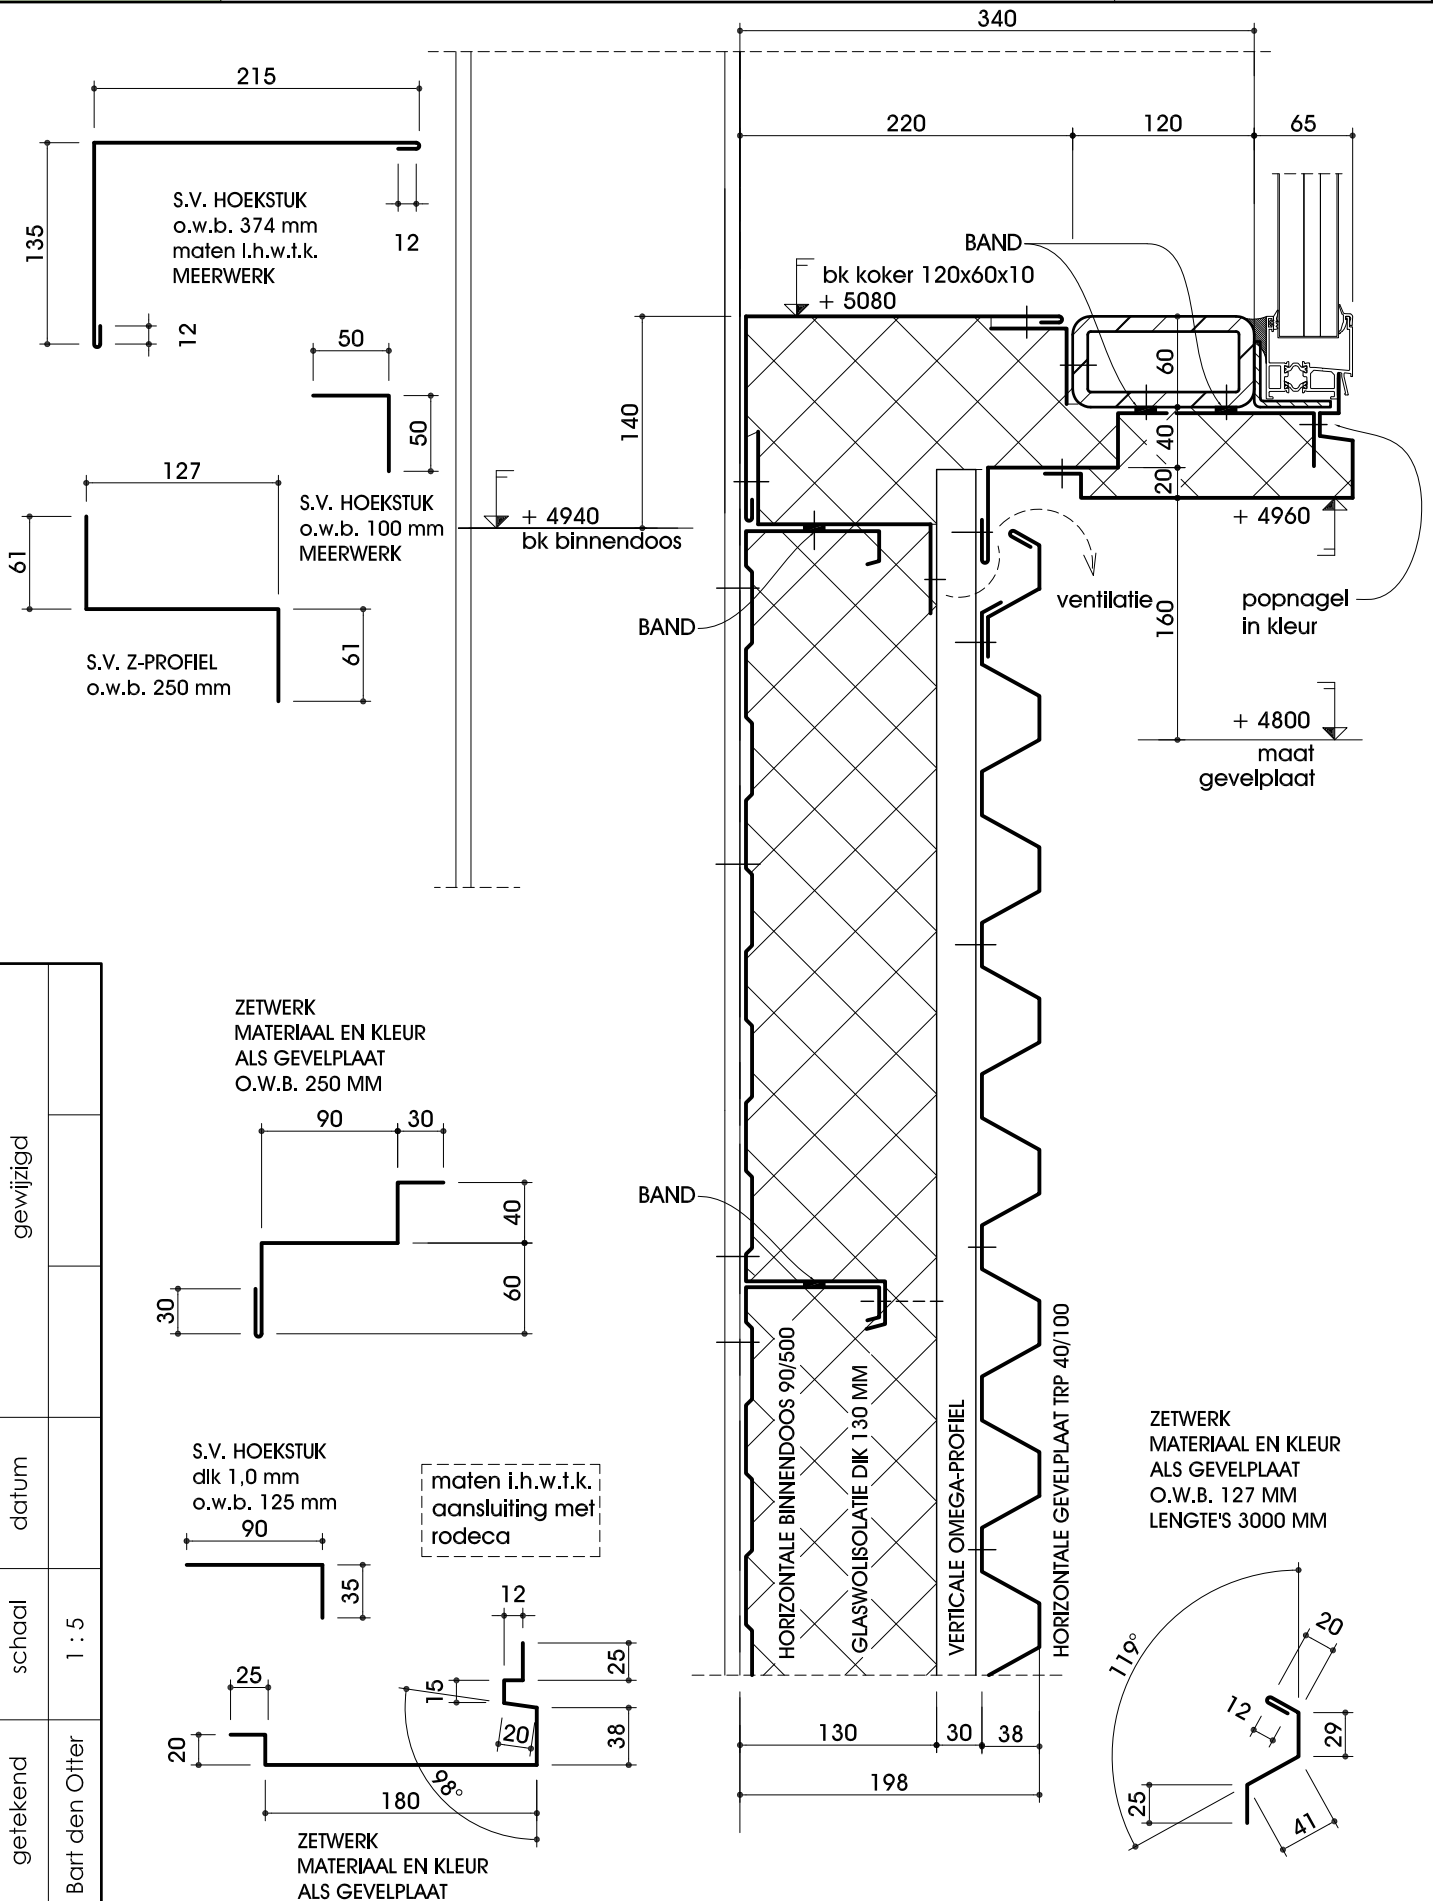 340
215
220
120
65
135
S.V. HOEKSTUK
o.w.b. 374 mm
maten i.h.w.t.k.
MEERWERK
12
12
BAND
bk koker 120x60x10
+ 5080
50
50
S.V. HOEKSTUK
o.w.b. 100 mm
MEERWERK
140
60
40
20
127
61
61
S.V. Z-PROFIEL
o.w.b. 250 mm
+ 4940
bk binnendoos
+ 4960
BAND
ventilatie
popnagel
in kleur
160
+ 4800
maat
gevelplaat
ZETWERK
MATERIAAL EN KLEUR
ALS GEVELPLAAT
O.W.B. 250 MM
90
30
40
60
30
BAND
HORIZONTALE BINNENDOOS 90/500
GLASWOLISOLATIE DIK 130 MM
VERTICALE OMEGA-PROFIEL
HORIZONTALE GEVELPLAAT TRP 40/100
S.V. HOEKSTUK
dik 1,0 mm
o.w.b. 125 mm
90
35
maten i.h.w.t.k.
aansluiting met
rodeca
ZETWERK
MATERIAAL EN KLEUR
ALS GEVELPLAAT
O.W.B. 127 MM
LENGTE'S 3000 MM
119°
20
12
29
25
41
12
25
15
25
20
20
38
98°
180
130
30
38
198
ZETWERK
MATERIAAL EN KLEUR
ALS GEVELPLAAT
gewijzigd
datum
schaal
1 : 5
getekend
Bart den Otter